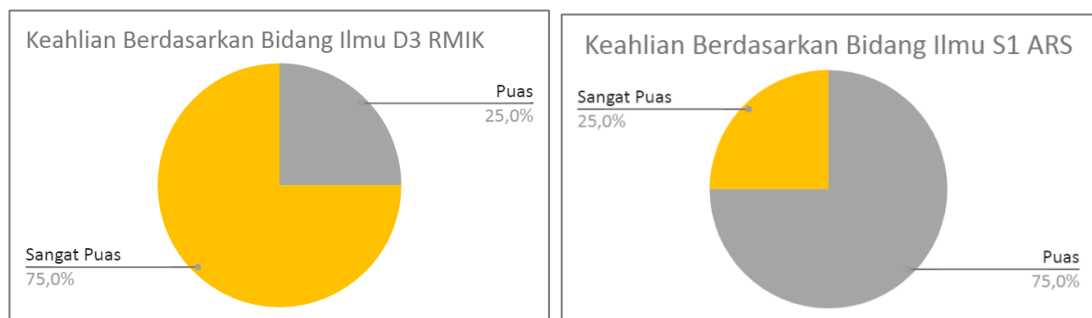 Keahlian Berdasarkan Bidang Ilmu D3 RMIK
Puas
25,0%
Sangat Puas
75,0%
Keahlian Berdasarkan Bidang Ilmu S1 ARS
Sangat Puas
25,0%
Puas
75,0%